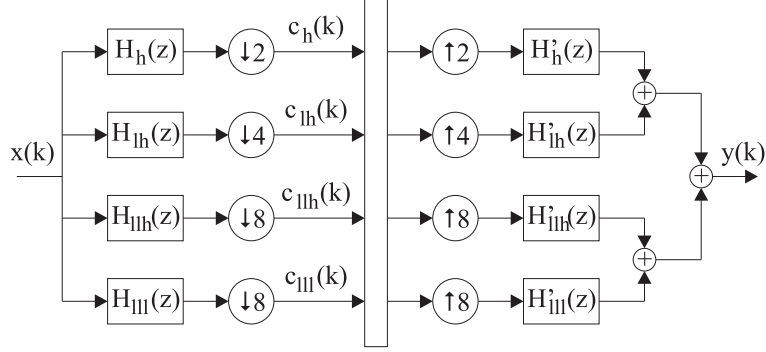 H_h(z) ↓2 c_h(k) ↑2 H'_h(z)
+
H_lh(z) ↓4 c_lh(k) ↑4 H'_lh(z)
x(k) + y(k)
H_llh(z) ↓8 c_llh(k) ↑8 H'_llh(z)
+
H_lll(z) ↓8 c_lll(k) ↑8 H'_lll(z)